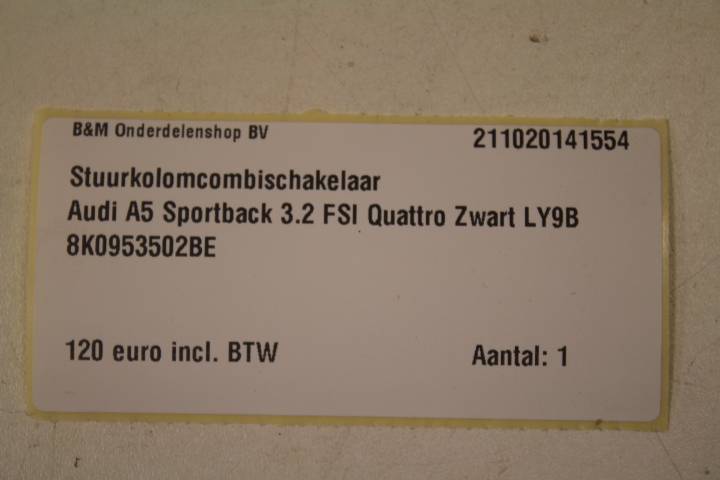 B&M Onderdelenshop BV
211020141554
Stuurkolomcombischakelaar
Audi A5 Sportback 3.2 FSI Quattro Zwart LY9B
8K0953502BE
120 euro incl. BTW
Aantal: 1